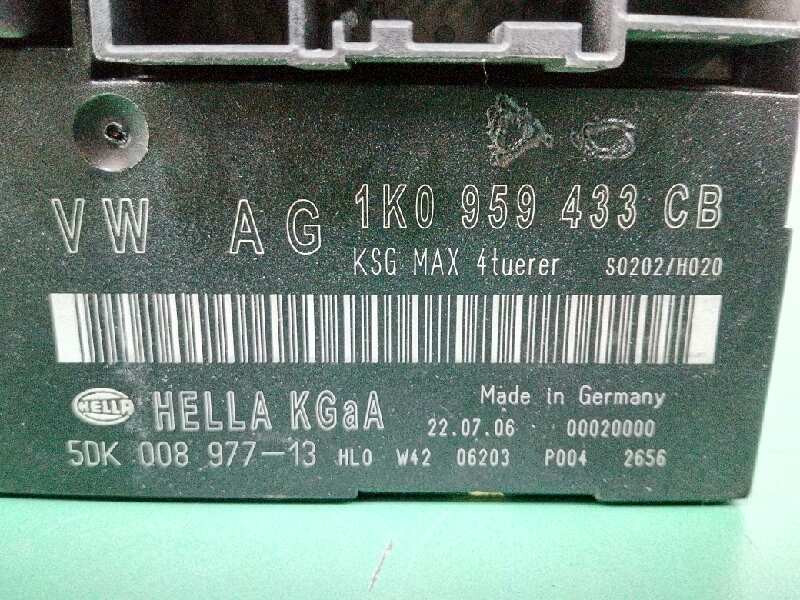 VW AG 1K0 959 433 CB
KSG MAX 4tuerer S0202/H020
HELLA HELLA KGaA Made in Germany
22.07.06 00020000
5DK 008 977-13 HLO W42 06203 P004 2656